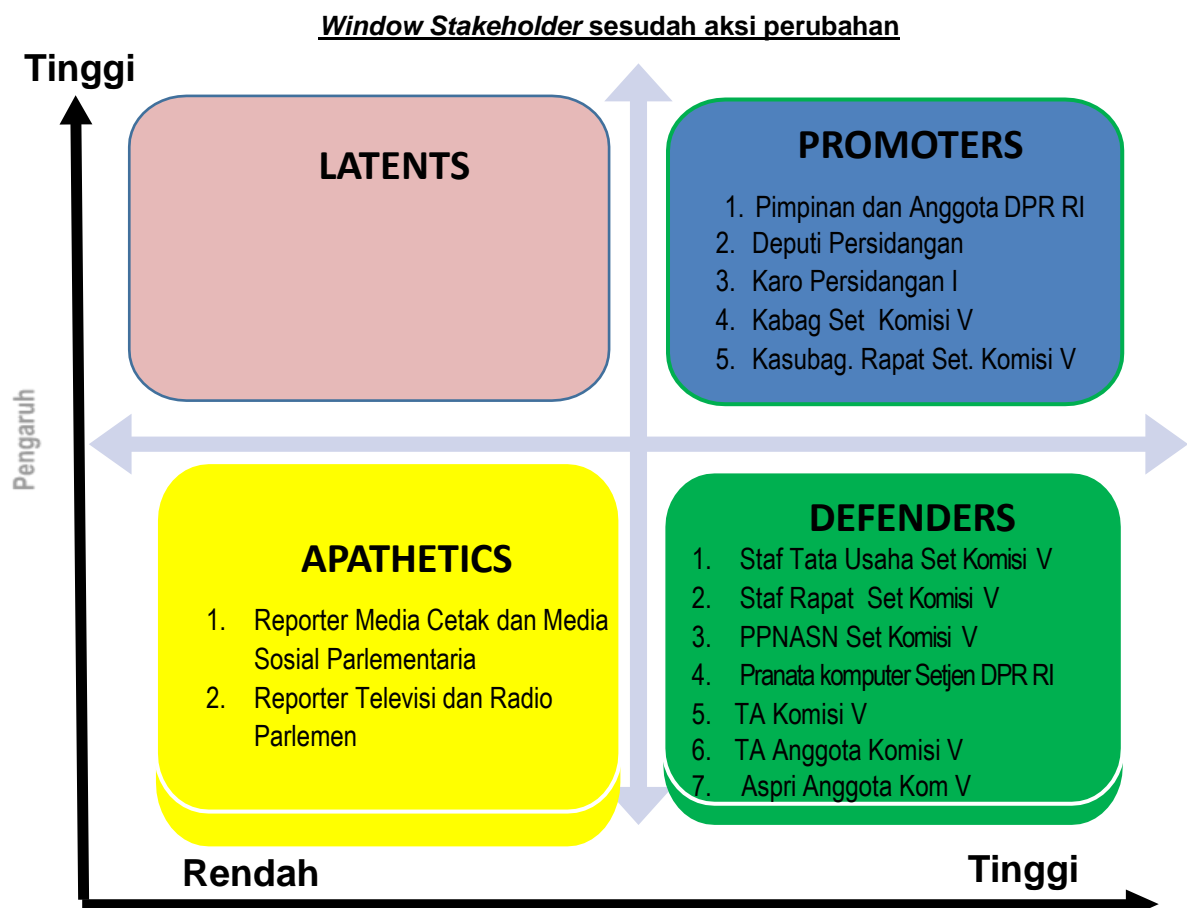 Window Stakeholder sesudah aksi perubahan
Tinggi
LATENTS
PROMOTERS
1. Pimpinan dan Anggota DPR RI
2. Deputi Persidangan
3. Karo Persidangan I
4. Kabag Set Komisi V
5. Kasubag. Rapat Set. Komisi V
Pengaruh
APATHETICS
1. Reporter Media Cetak dan Media
Sosial Parlementaria
2. Reporter Televisi dan Radio
Parlemen
DEFENDERS
1. Staf Tata Usaha Set Komisi V
2. Staf Rapat Set Komisi V
3. PPNASN Set Komisi V
4. Pranata komputer Setjen DPR RI
5. TA Komisi V
6. TA Anggota Komisi V
7. Aspri Anggota Kom V
Rendah
Tinggi